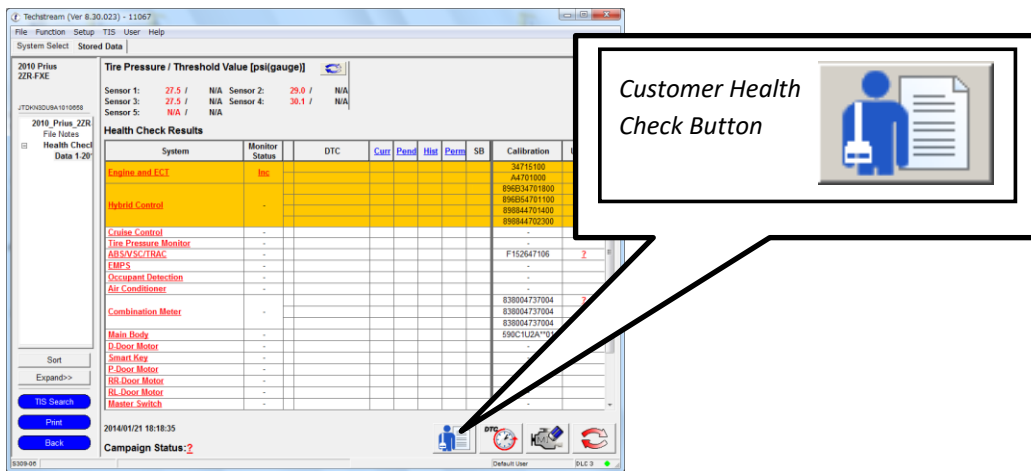 Techstream (Ver 8.30.023) - 11067
File Function Setup TIS User Help
System Select Stored Data
2010 Prius
2ZR-FXE
JTDKN3DU9A1010658
2010_Prius_2ZR
File Notes
Health Checl
Data 1-20
Sort
Expand>>
TIS Search
Print
Back
Tire Pressure / Threshold Value [psi(gauge)]
Sensor 1: 27.5 / N/A Sensor 2: 29.0 / N/A
Sensor 3: 27.5 / N/A Sensor 4: 30.1 / N/A
Sensor 5: N/A / N/A
Health Check Results
System Monitor Status DTC Curr Pend Hist Perm SB Calibration
Engine and ECT Inc 34715100
A4701000
Hybrid Control - 896B34701800
896B54701100
898844701400
898844702300
Cruise Control - -
Tire Pressure Monitor - -
ABS/VSC/TRAC - F152647106 ?
EMPS - -
Occupant Detection - -
Air Conditioner - -
Combination Meter - 838004737004 ?
838004737004
838004737004
Main Body - 590C1U2A**01
D-Door Motor - -
Smart Key - -
P-Door Motor - -
RR-Door Motor - -
RL-Door Motor - -
Master Switch - -
2014/01/21 18:18:35
Campaign Status:?
DTC
S309-06 Default User DLC 3
Customer Health
Check Button